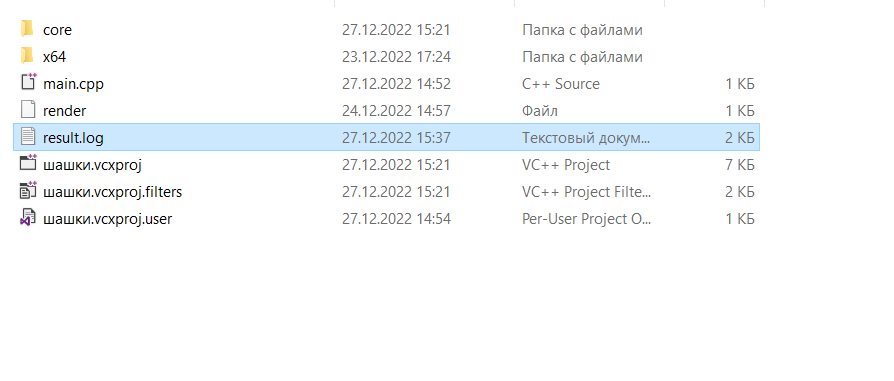 core 27.12.2022 15:21 Папка с файлами
x64 23.12.2022 17:24 Папка с файлами
main.cpp 27.12.2022 14:52 C++ Source 1 КБ
render 24.12.2022 14:57 Файл 1 КБ
result.log 27.12.2022 15:37 Текстовый докум... 2 КБ
шашки.vcxproj 27.12.2022 15:21 VC++ Project 7 КБ
шашки.vcxproj.filters 27.12.2022 15:21 VC++ Project Filte... 2 КБ
шашки.vcxproj.user 27.12.2022 14:54 Per-User Project O... 1 КБ